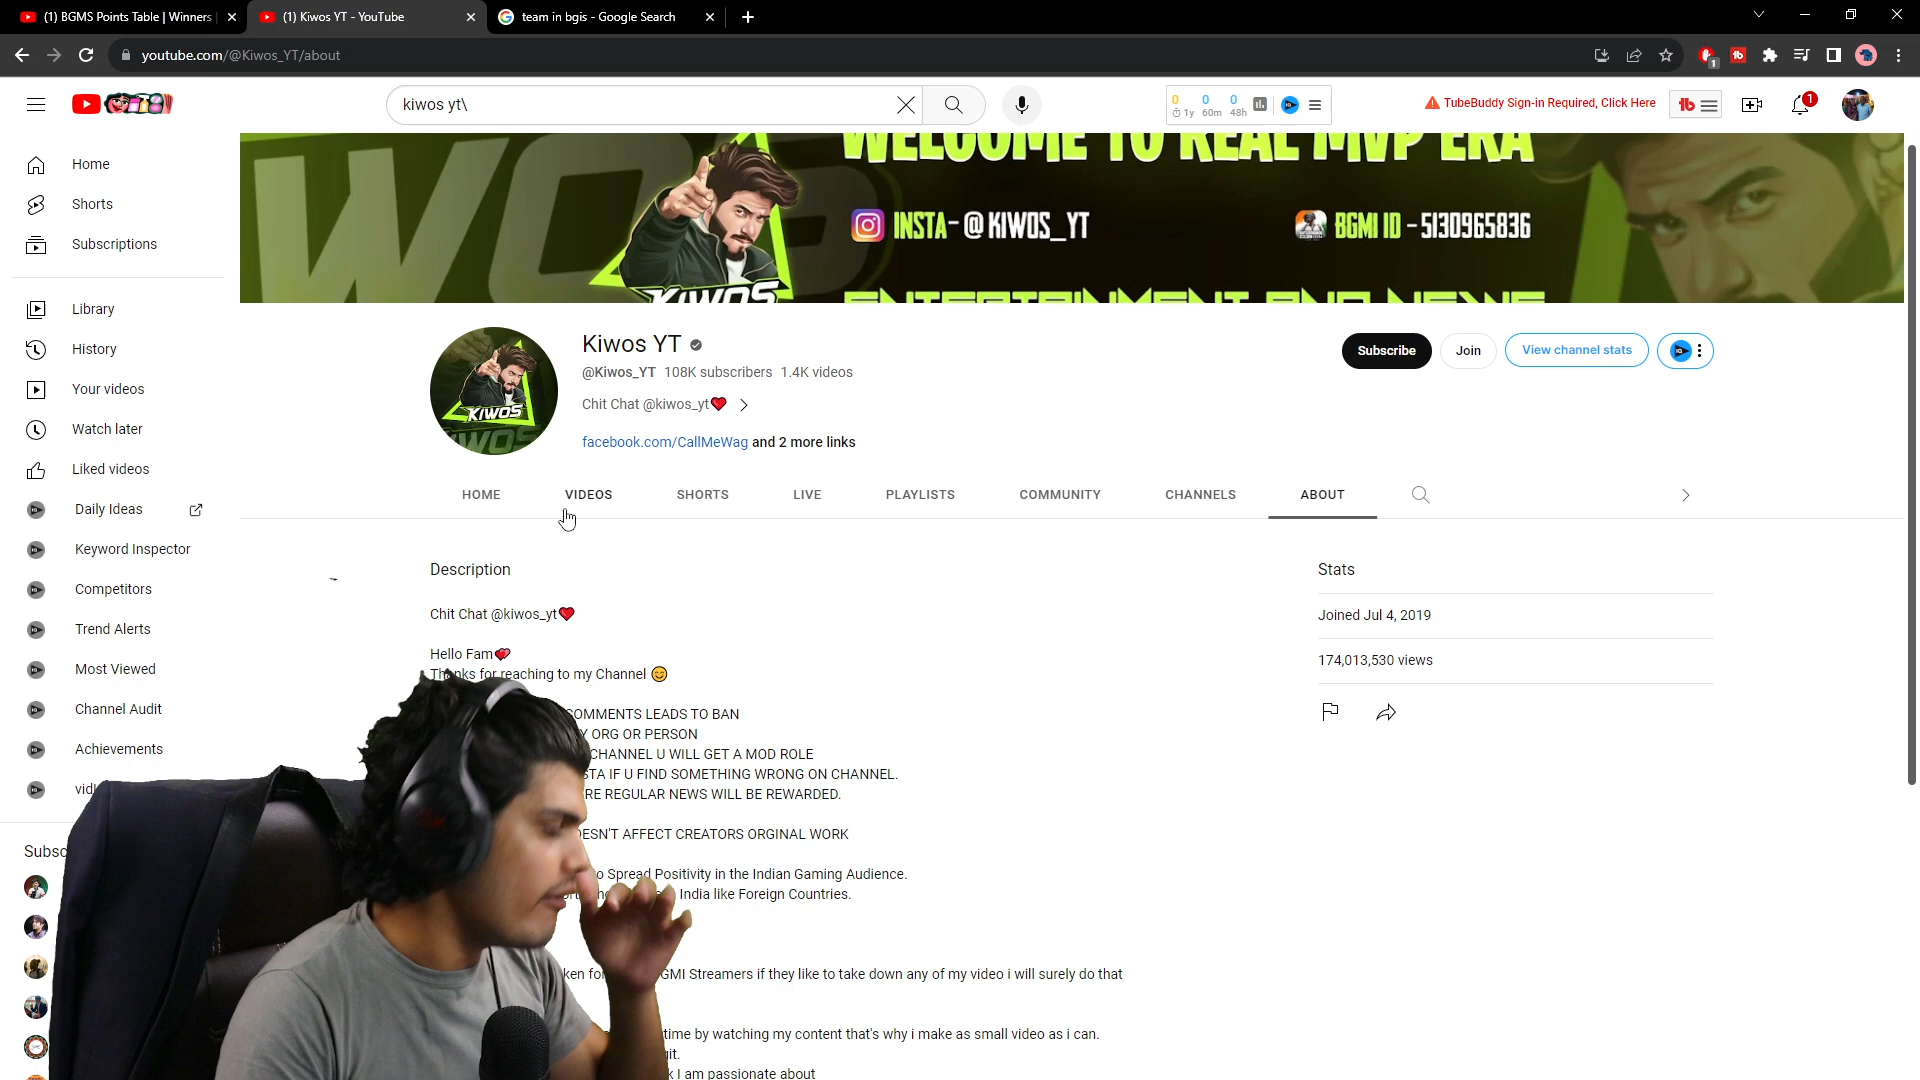 (1) BGMS Points Table | Winners
(1) Kiwos YT - YouTube
team in bgis - Google Search
youtube.com/@Kiwos_YT/about
kiwos yt\
0 0 0
1y 60m 48h
TubeBuddy Sign-in Required, Click Here
Home
Shorts
Subscriptions
Library
History
Your videos
Watch later
Liked videos
Daily Ideas
Keyword Inspector
Competitors
Trend Alerts
Most Viewed
Channel Audit
Achievements
WELCOME TO REAL MVP ERA
INSTA-@KIWOS_YT
BGMI ID -5130965836
ENTERTAINMENT AND NEWS
KIWOS
KIWOS
Kiwos YT
@Kiwos_YT 108K subscribers 1.4K videos
Chit Chat @kiwos_yt❤
facebook.com/CallMeWag and 2 more links
Subscribe
Join
View channel stats
HOME
VIDEOS
SHORTS
LIVE
PLAYLISTS
COMMUNITY
CHANNELS
ABOUT
Description
Chit Chat @kiwos_yt❤
Hello Fam💕
Thanks for reaching to my Channel 😊
COMMENTS LEADS TO BAN
ORG OR PERSON
CHANNEL U WILL GET A MOD ROLE
IF U FIND SOMETHING WRONG ON CHANNEL.
REGULAR NEWS WILL BE REWARDED.
AFFECT CREATORS ORGINAL WORK
Spread Positivity in the Indian Gaming Audience.
India like Foreign Countries.
Streamers if they like to take down any of my video i will surely do that
time by watching my content that's why i make as small video as i can.
I am passionate about
Stats
Joined Jul 4, 2019
174,013,530 views